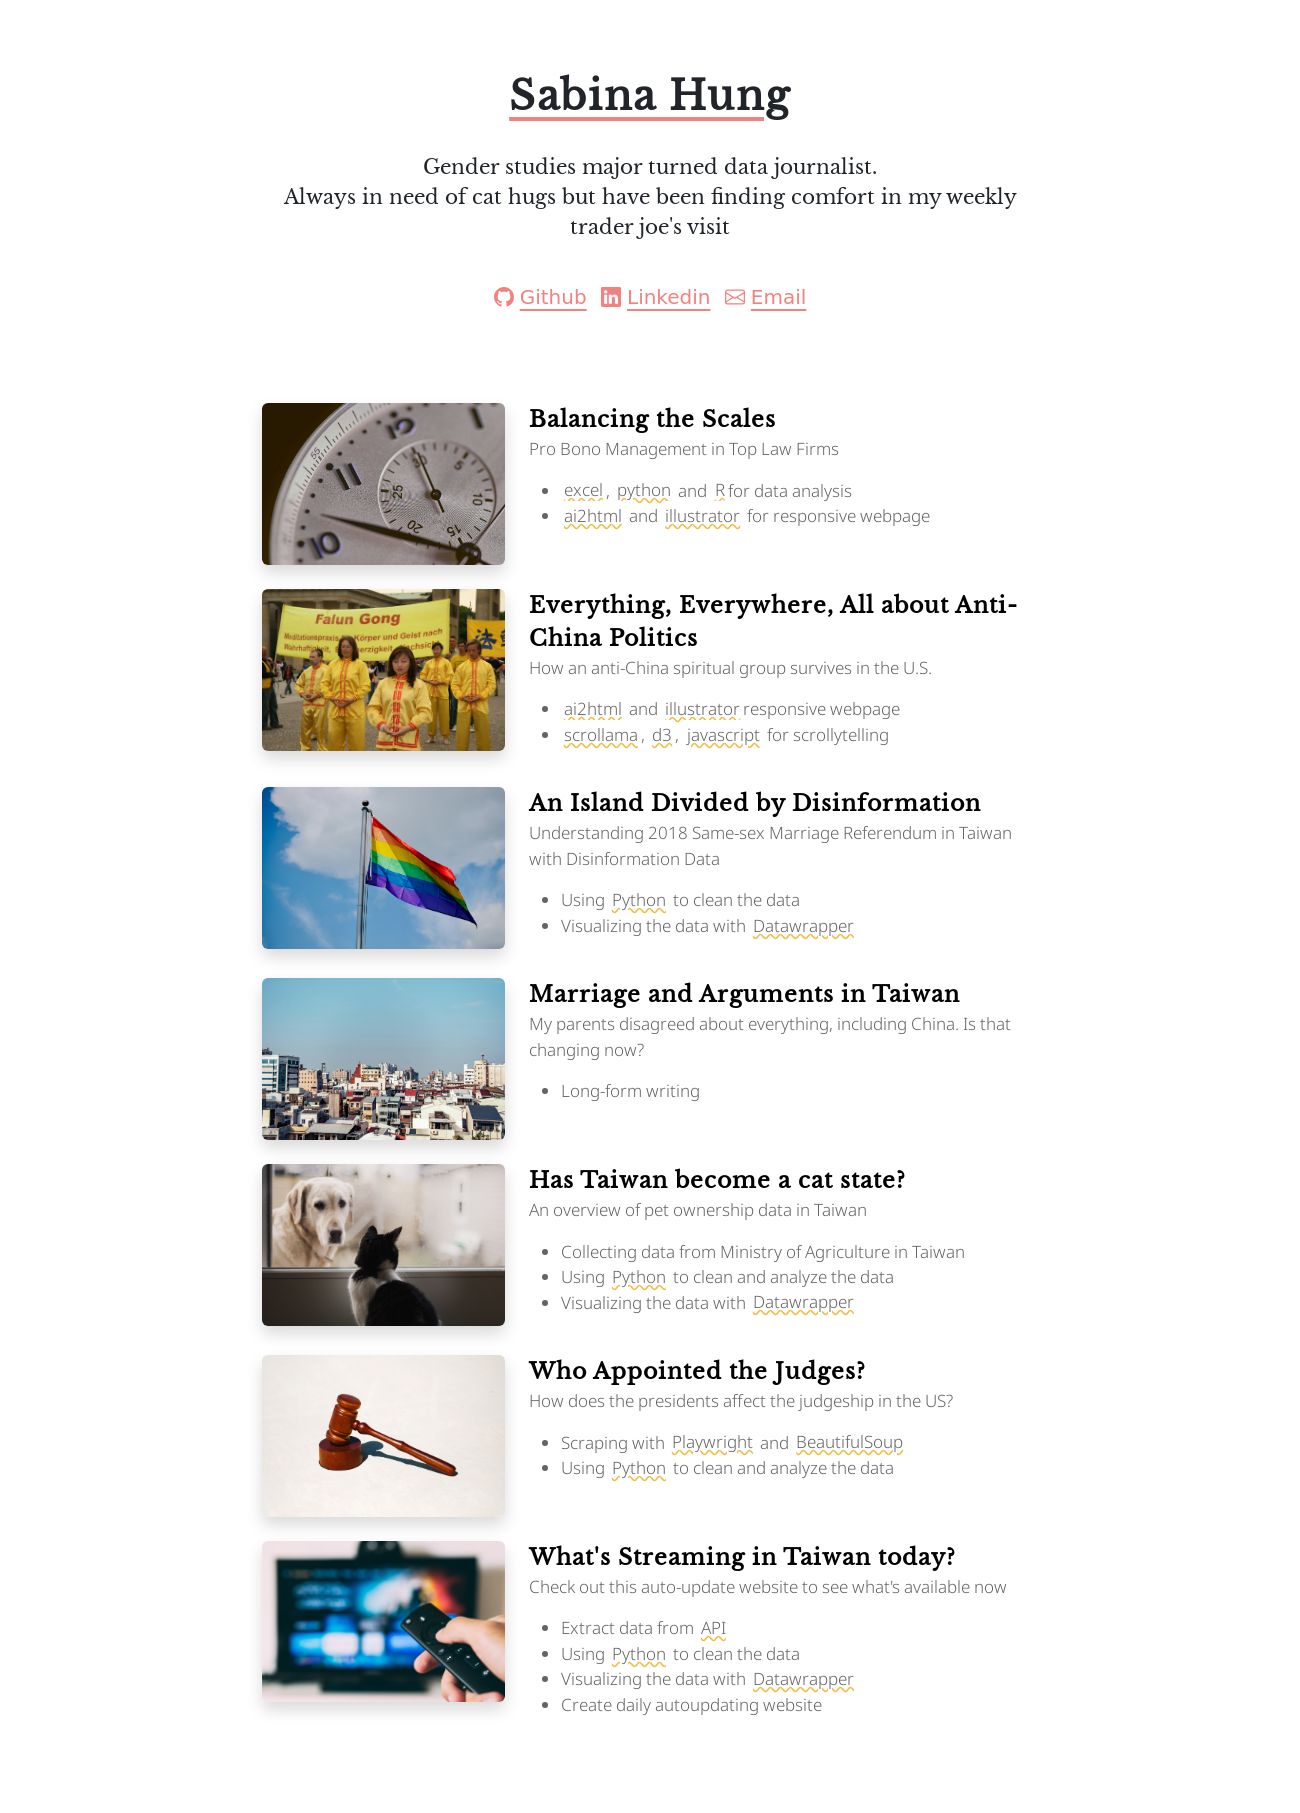 Sabina Hung
Gender studies major turned data journalist.
Always in need of cat hugs but have been finding comfort in my weekly
trader joe's visit
Github Linkedin Email
Balancing the Scales
Pro Bono Management in Top Law Firms
excel, python and R for data analysis
ai2html and illustrator for responsive webpage
55
30
5
10
15
20
25
11
10
Falun Gong
Meditationspraxis Körper und Geist nach
Everything, Everywhere, All about Anti-
China Politics
How an anti-China spiritual group survives in the U.S.
ai2html and illustrator responsive webpage
scrollama, d3, javascript for scrollytelling
An Island Divided by Disinformation
Understanding 2018 Same-sex Marriage Referendum in Taiwan
with Disinformation Data
Using Python to clean the data
Visualizing the data with Datawrapper
Marriage and Arguments in Taiwan
My parents disagreed about everything, including China. Is that
changing now?
Long-form writing
Has Taiwan become a cat state?
An overview of pet ownership data in Taiwan
Collecting data from Ministry of Agriculture in Taiwan
Using Python to clean and analyze the data
Visualizing the data with Datawrapper
Who Appointed the Judges?
How does the presidents affect the judgeship in the US?
Scraping with Playwright and BeautifulSoup
Using Python to clean and analyze the data
What's Streaming in Taiwan today?
Check out this auto-update website to see what's available now
Extract data from API
Using Python to clean the data
Visualizing the data with Datawrapper
Create daily autoupdating website